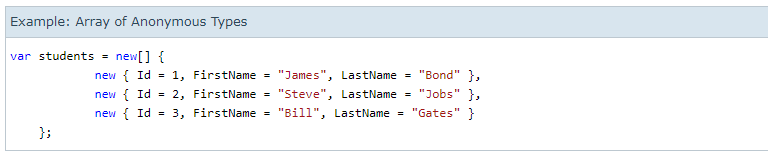 Example: Array of Anonymous Types
var students = new[] {
            new { Id = 1, FirstName = "James", LastName = "Bond" },
            new { Id = 2, FirstName = "Steve", LastName = "Jobs" },
            new { Id = 3, FirstName = "Bill", LastName = "Gates" }
    };